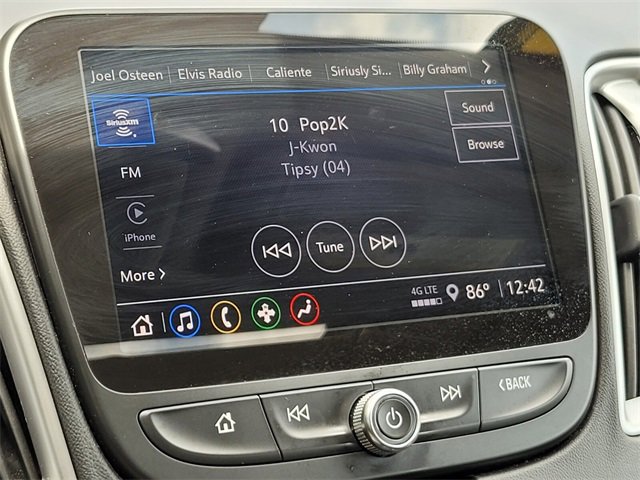 Joel Osteen Elvis Radio Caliente Siriusly Si... Billy Graham
SiriusXM
10 Pop2K
Sound
J-Kwon
Browse
Tipsy (04)
FM
iPhone
Tune
More
4G LTE 86° 12:42
BACK